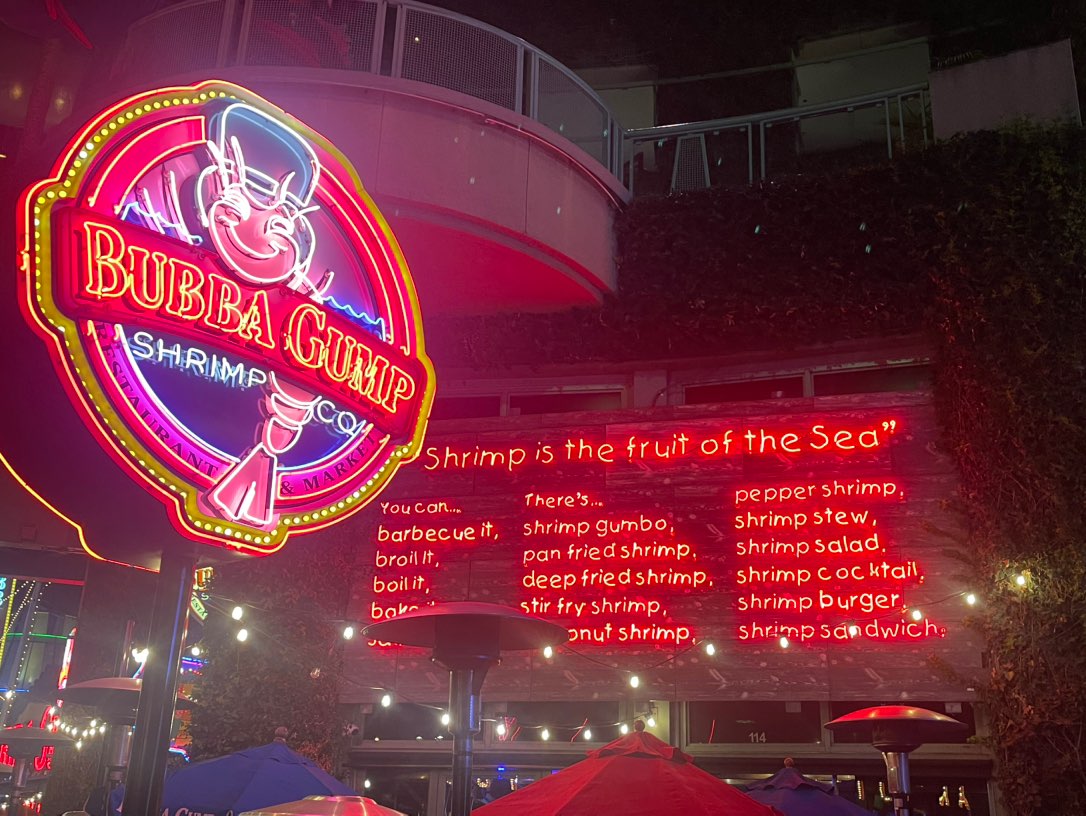 BUBBA GUMP
SHRIMP CO.
RESTAURANT & MARKET
"Shrimp is the fruit of the Sea"
You can...
barbecue it,
broil It,
boil it,
There's...
shrimp gumbo,
pan fried shrimp,
deep fried shrimp,
stir fry shrimp,
shrimp,
pepper shrimp,
shrimp stew,
shrimp salad,
shrimp cocktail,
shrimp burger,
shrimp sandwich,
114